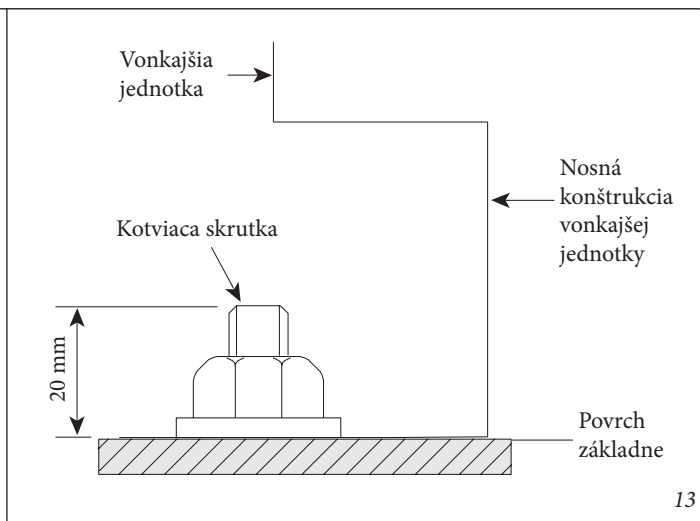 Vonkajšia
jednotka
Nosná
konštrukcia
vonkajšej
jednotky
Kotviaca skrutka
20 mm
Povrch
základne
13